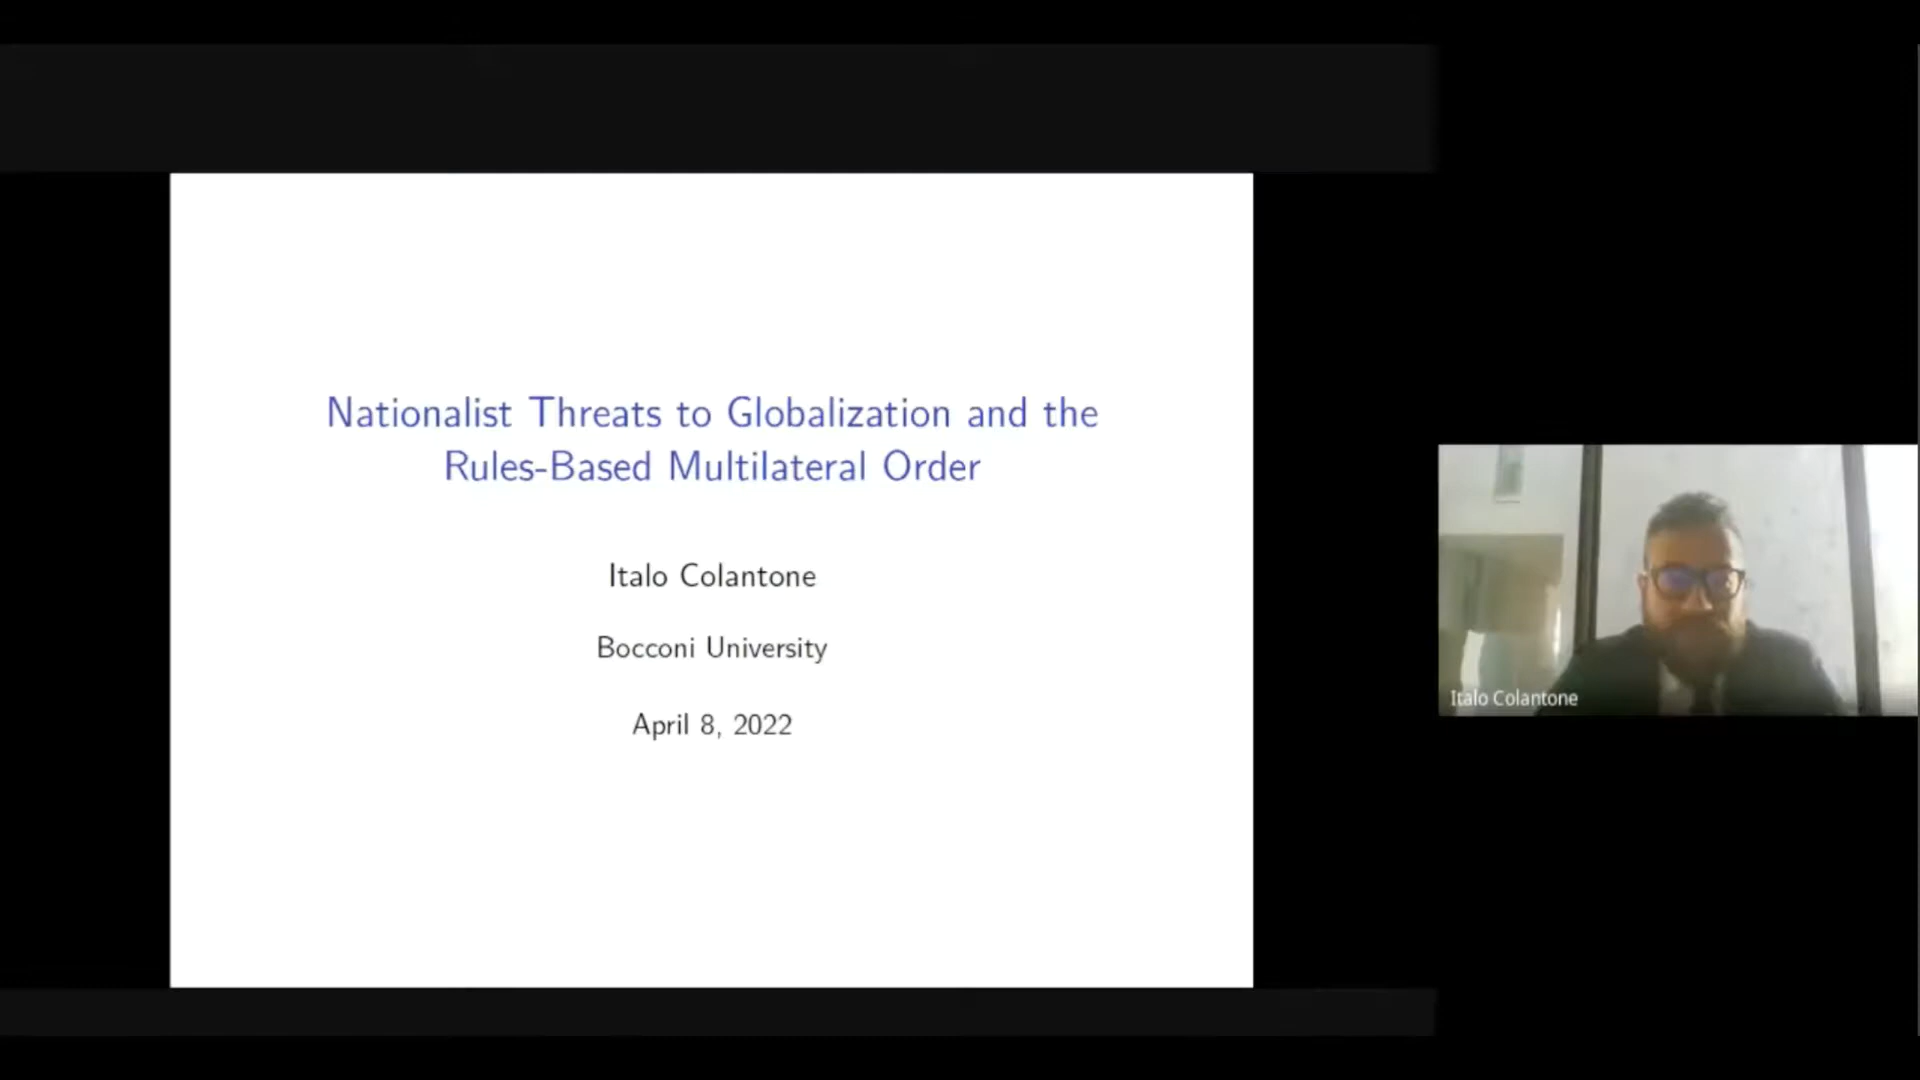 Nationalist Threats to Globalization and the
Rules-Based Multilateral Order
Italo Colantone
Bocconi University
April 8, 2022
Italo Colantone